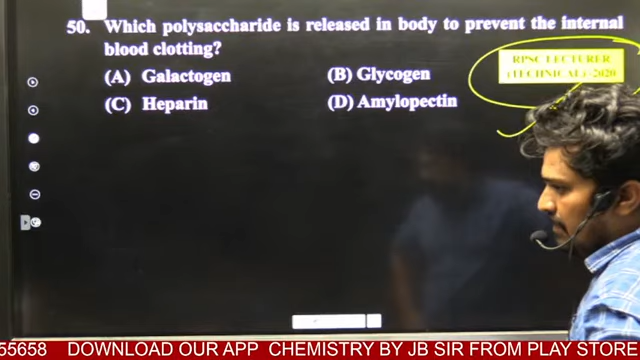 50. Which polysaccharide is released in body to prevent the internal
blood clotting?
RPSC LECTURER
(TECHNICAL)-2020
(A) Galactogen
(B) Glycogen
(C) Heparin
(D) Amylopectin
55658 DOWNLOAD OUR APP CHEMISTRY BY JB SIR FROM PLAY STORE